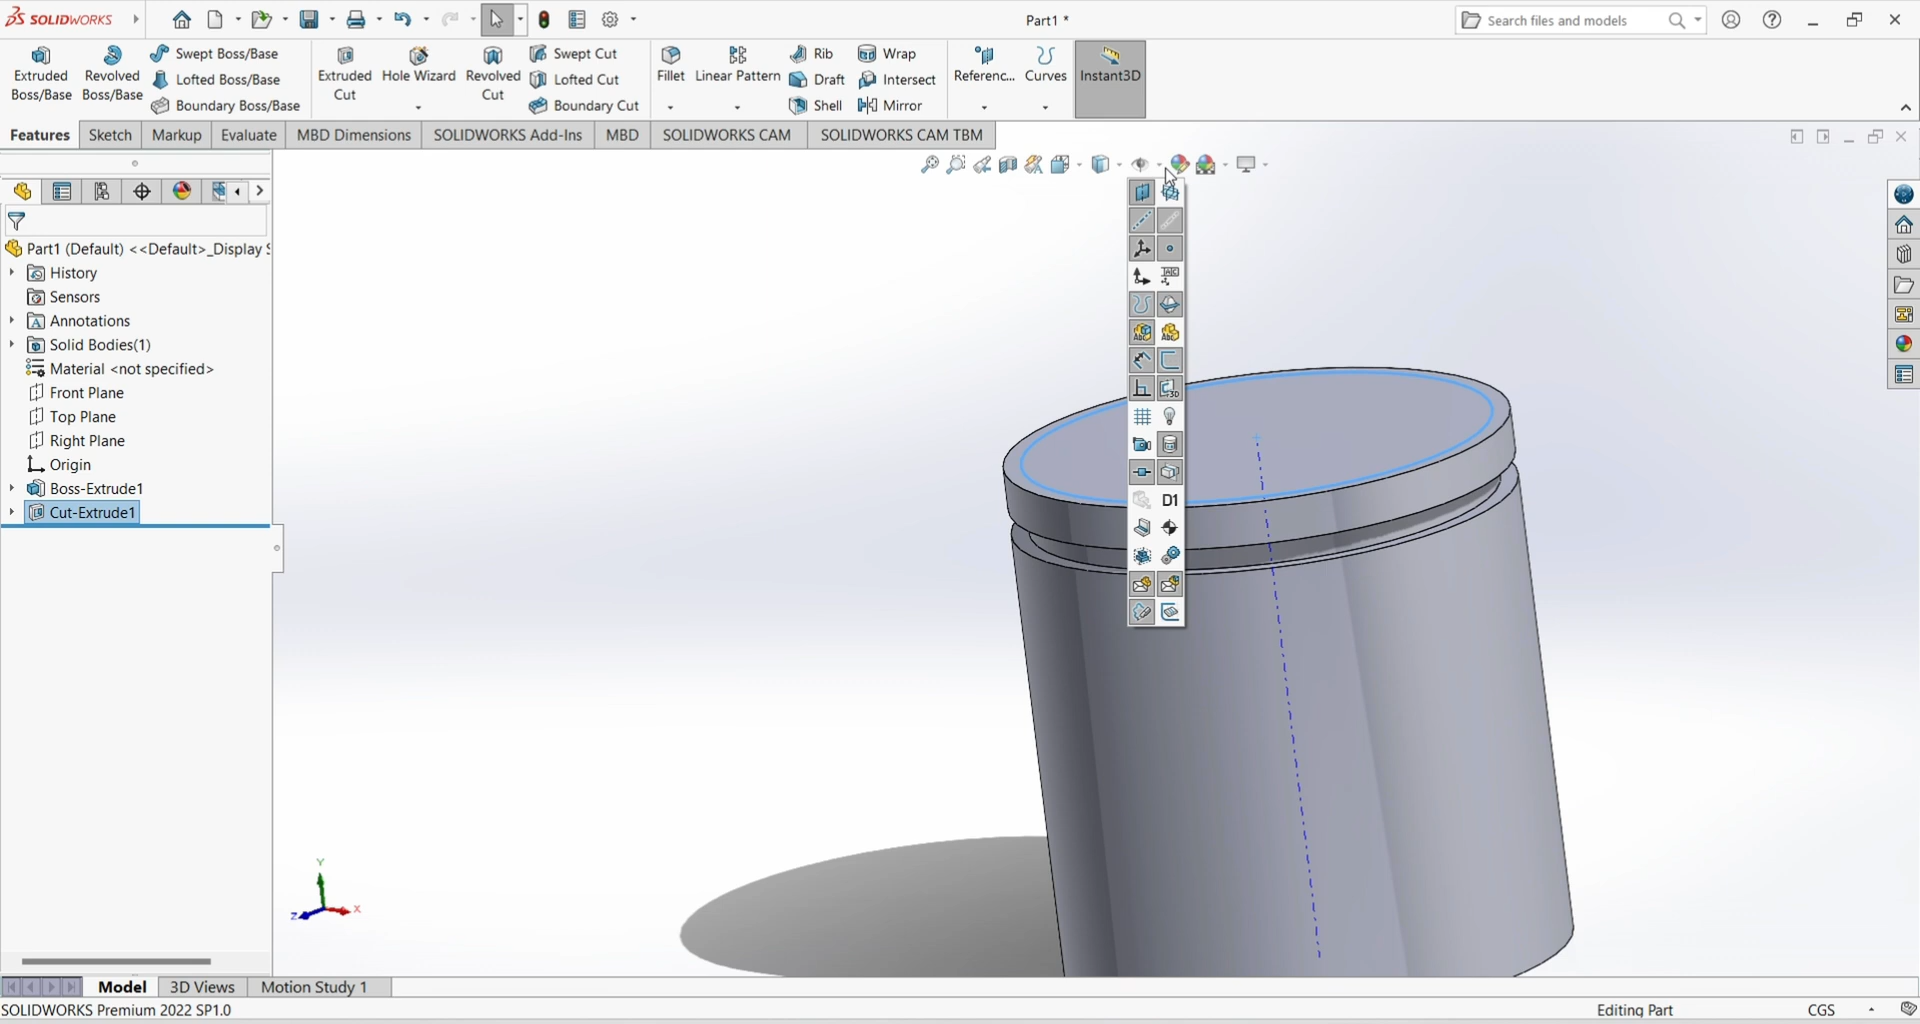 SOLIDWORKS
Part1 *
Search files and models
Extruded Boss/Base
Revolved Boss/Base
Swept Boss/Base
Lofted Boss/Base
Boundary Boss/Base
Extruded Cut
Hole Wizard
Revolved Cut
Swept Cut
Lofted Cut
Boundary Cut
Fillet
Linear Pattern
Rib
Draft
Shell
Wrap
Intersect
Mirror
Referenc...
Curves
Instant3D
Features
Sketch
Markup
Evaluate
MBD Dimensions
SOLIDWORKS Add-Ins
MBD
SOLIDWORKS CAM
SOLIDWORKS CAM TBM
Part1 (Default) <<Default>_Display
History
Sensors
Annotations
Solid Bodies(1)
Material <not specified>
Front Plane
Top Plane
Right Plane
Origin
Boss-Extrude1
Cut-Extrude1
D1
Y
Z
X
Model
3D Views
Motion Study 1
SOLIDWORKS Premium 2022 SP1.0
Editing Part
CGS